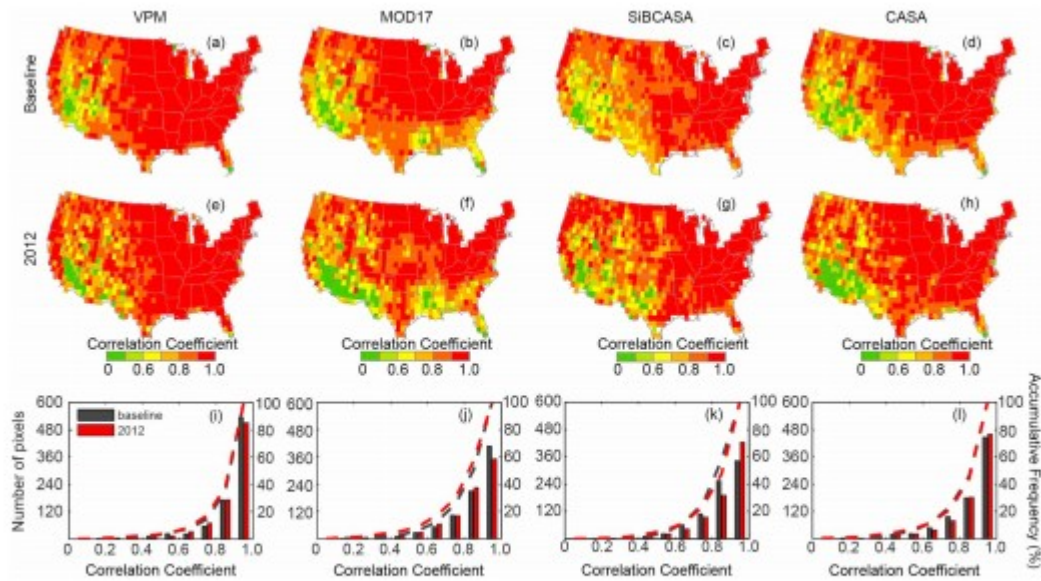 VPM MOD17 SiBCASA CASA
Baseline (a) (b) (c) (d)
2012 (e) (f) (g) (h)
Correlation Coefficient Correlation Coefficient Correlation Coefficient Correlation Coefficient
0 0.6 0.8 1.0 0 0.6 0.8 1.0 0 0.6 0.8 1.0 0 0.6 0.8 1.0
Number of pixels
600 480 360 240 120
baseline
2012
(i)
100 80 60 40 20
0 0.2 0.4 0.6 0.8 1.0
Correlation Coefficient
600 480 360 240 120
(j)
100 80 60 40 20
0 0.2 0.4 0.6 0.8 1.0
Correlation Coefficient
600 480 360 240 120
(k)
100 80 60 40 20
0 0.2 0.4 0.6 0.8 1.0
Correlation Coefficient
600 480 360 240 120
(l)
100 80 60 40 20
0 0.2 0.4 0.6 0.8 1.0
Correlation Coefficient
Accumulative Frequency (%)